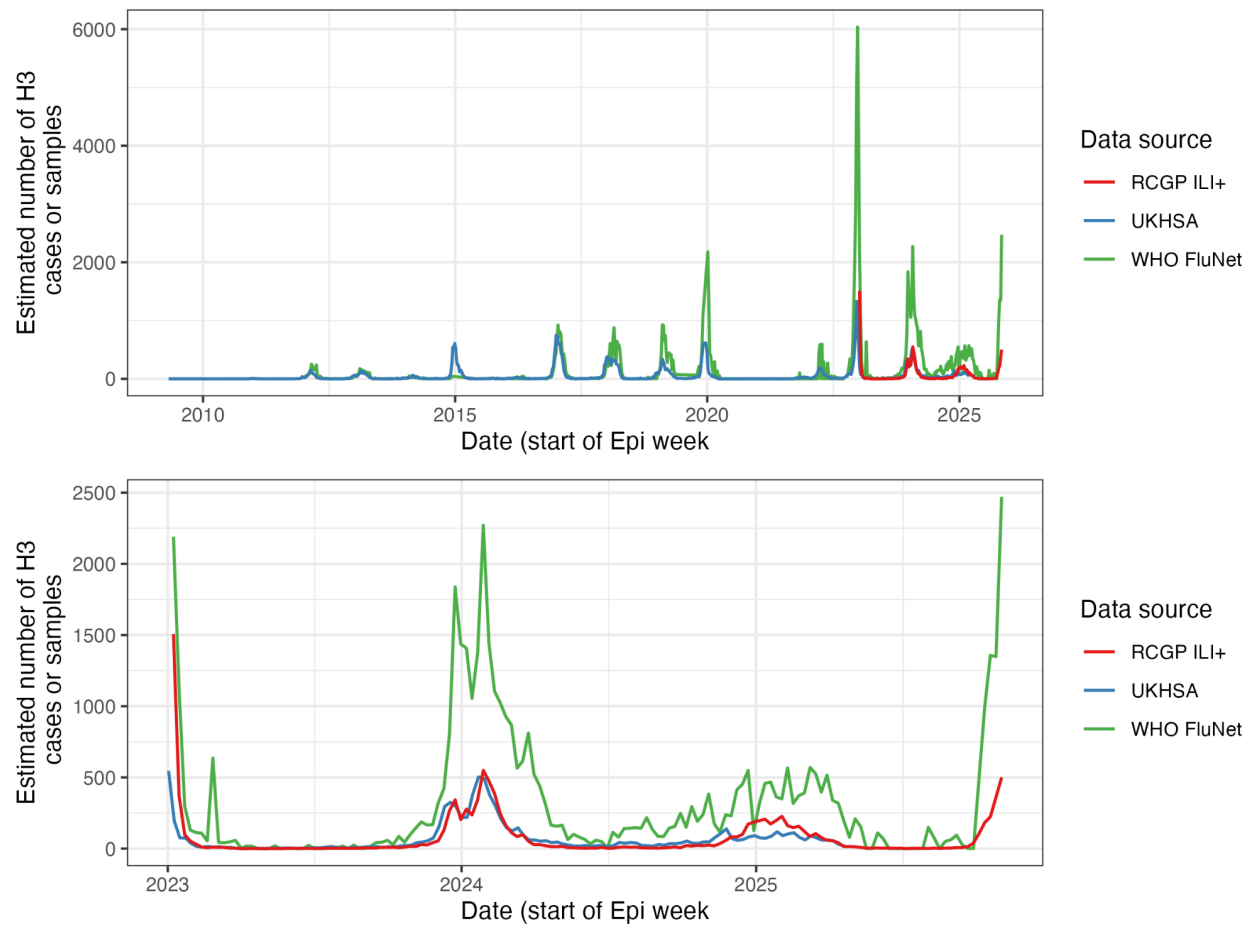 Estimated number of H3
cases or samples
6000
4000
2000
0
2010
2015
2020
2025
Date (start of Epi week
Data source
RCGP ILI+
UKHSA
WHO FluNet
Estimated number of H3
cases or samples
2500
2000
1500
1000
500
0
2023
2024
2025
Date (start of Epi week
Data source
RCGP ILI+
UKHSA
WHO FluNet